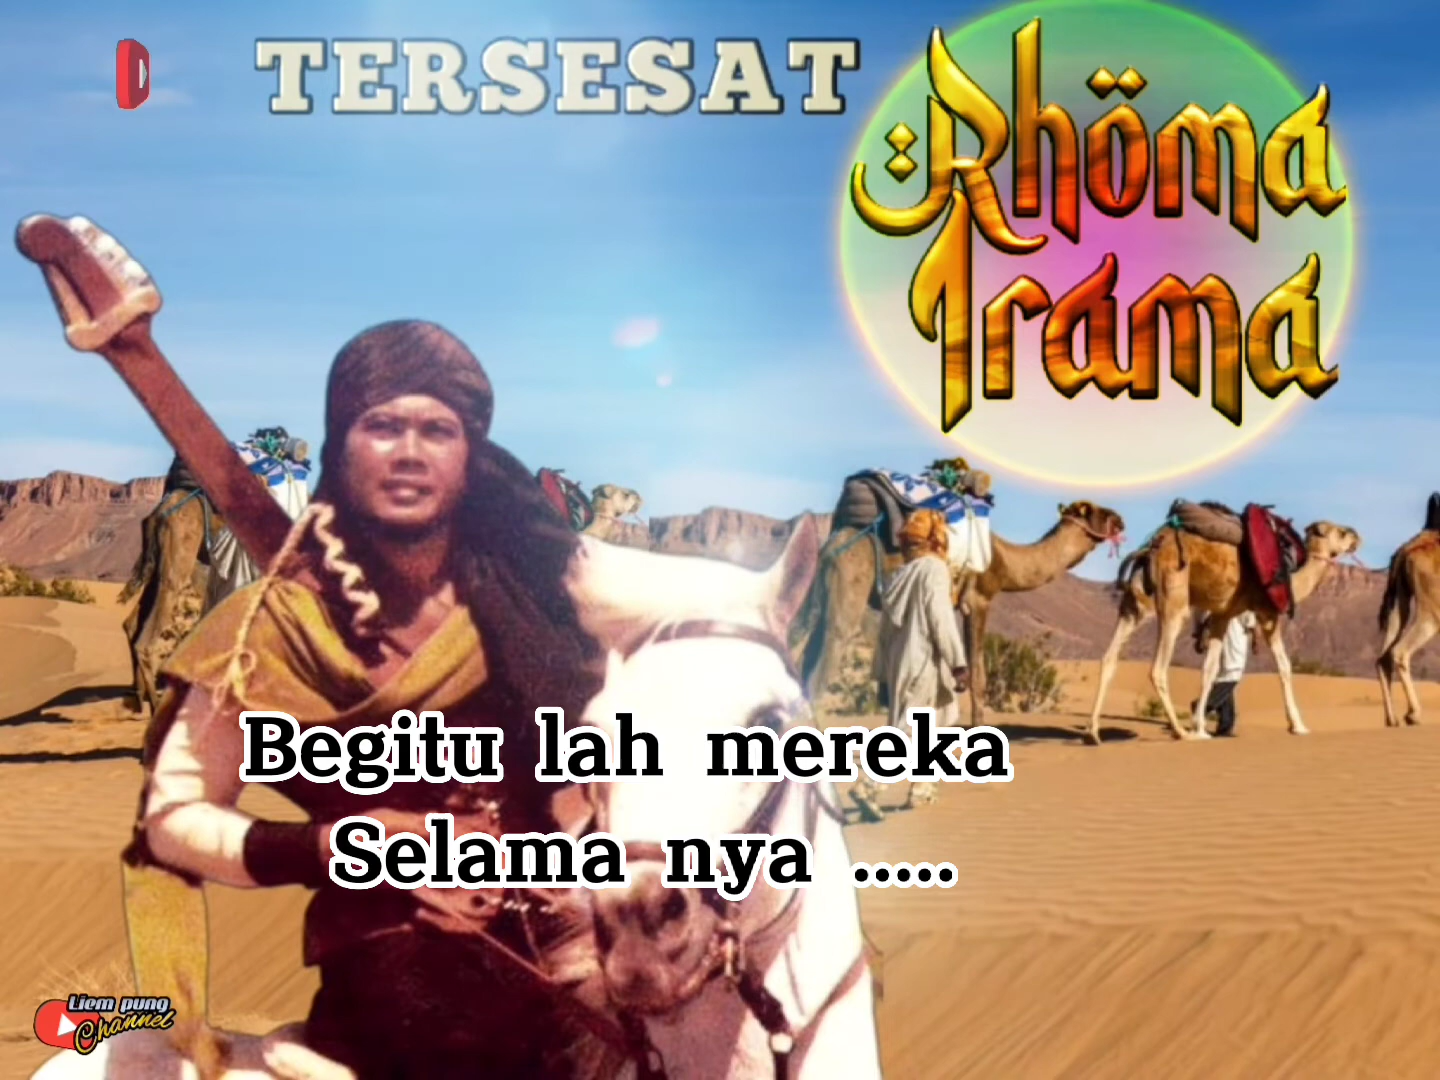 TERSESAT
Rhöma
Irama
Begitu lah mereka
Selama nya .....
Liem pung
Channel